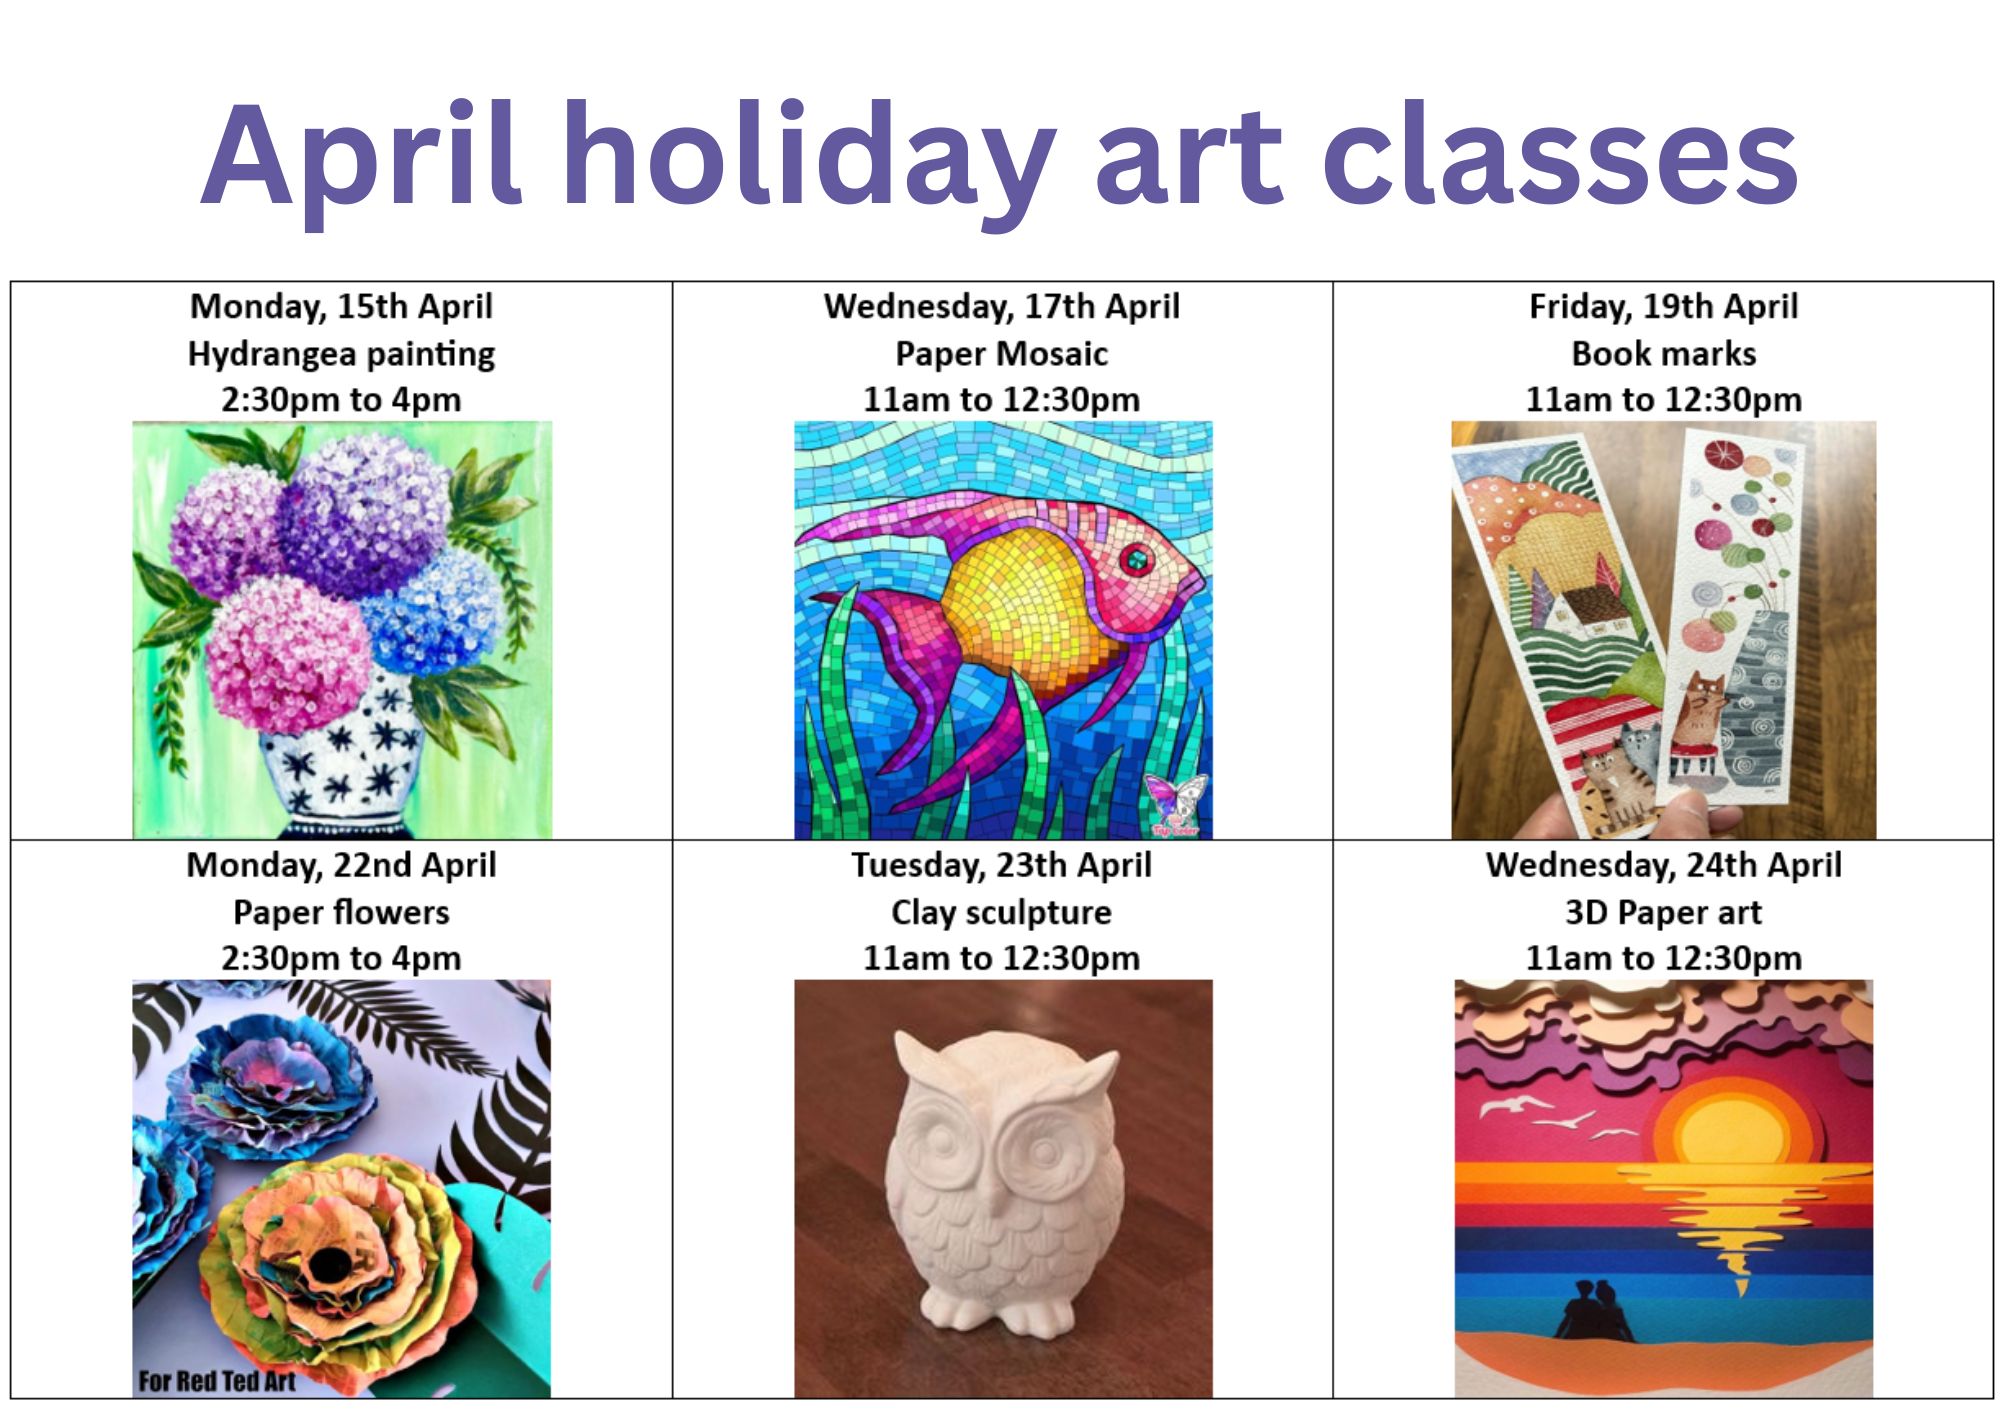 April holiday art classes
Monday, 15th April
Hydrangea painting
2:30pm to 4pm
Wednesday, 17th April
Paper Mosaic
11am to 12:30pm
Friday, 19th April
Book marks
11am to 12:30pm
Monday, 22nd April
Paper flowers
2:30pm to 4pm
For Red Ted Art
Tuesday, 23th April
Clay sculpture
11am to 12:30pm
Wednesday, 24th April
3D Paper art
11am to 12:30pm